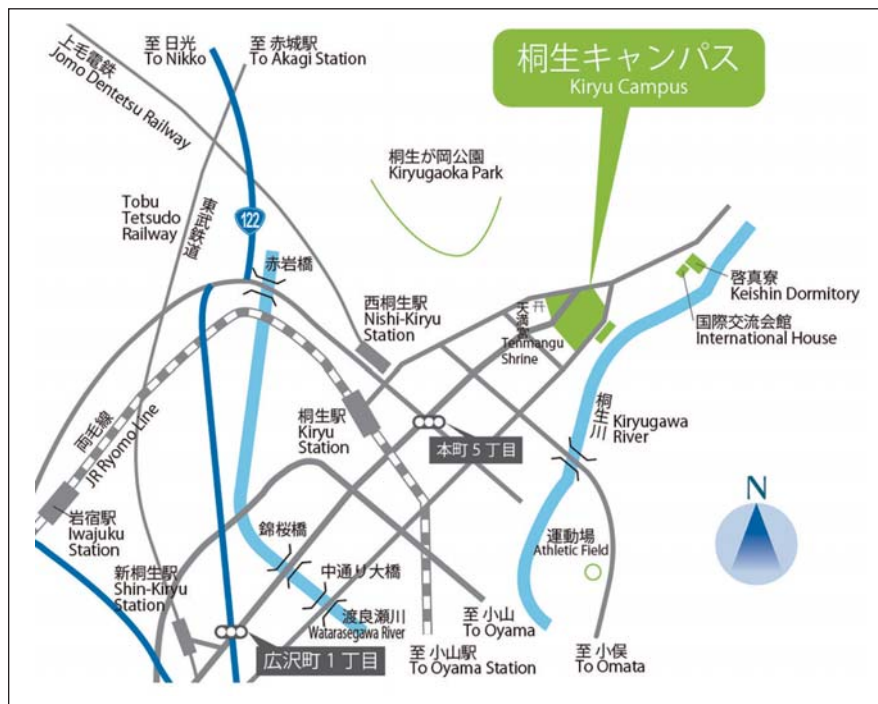 上毛電鉄
Jomo Dentetsu Railway
至 日光
To Nikko
至 赤城駅
To Akagi Station
桐生キャンパス
Kiryu Campus
桐生が岡公園
Kiryugaoka Park
Tobu
Tetsudo
Railway
東武鉄道
122
赤岩橋
西桐生駅
Nishi-Kiryu
Station
天満宮
Tenmangu
Shrine
啓真寮
Keishin Dormitory
国際交流会館
International House
両毛線
JR Ryomo Line
桐生駅
Kiryu
Station
本町5丁目
桐生川
Kiryugawa
River
岩宿駅
Iwajuku
Station
錦桜橋
中通り大橋
運動場
Athletic Field
N
新桐生駅
Shin-Kiryu
Station
渡良瀬川
Watarasegawa River
至 小山
To Oyama
広沢町1丁目
至 小山駅
To Oyama Station
至 小俣
To Omata